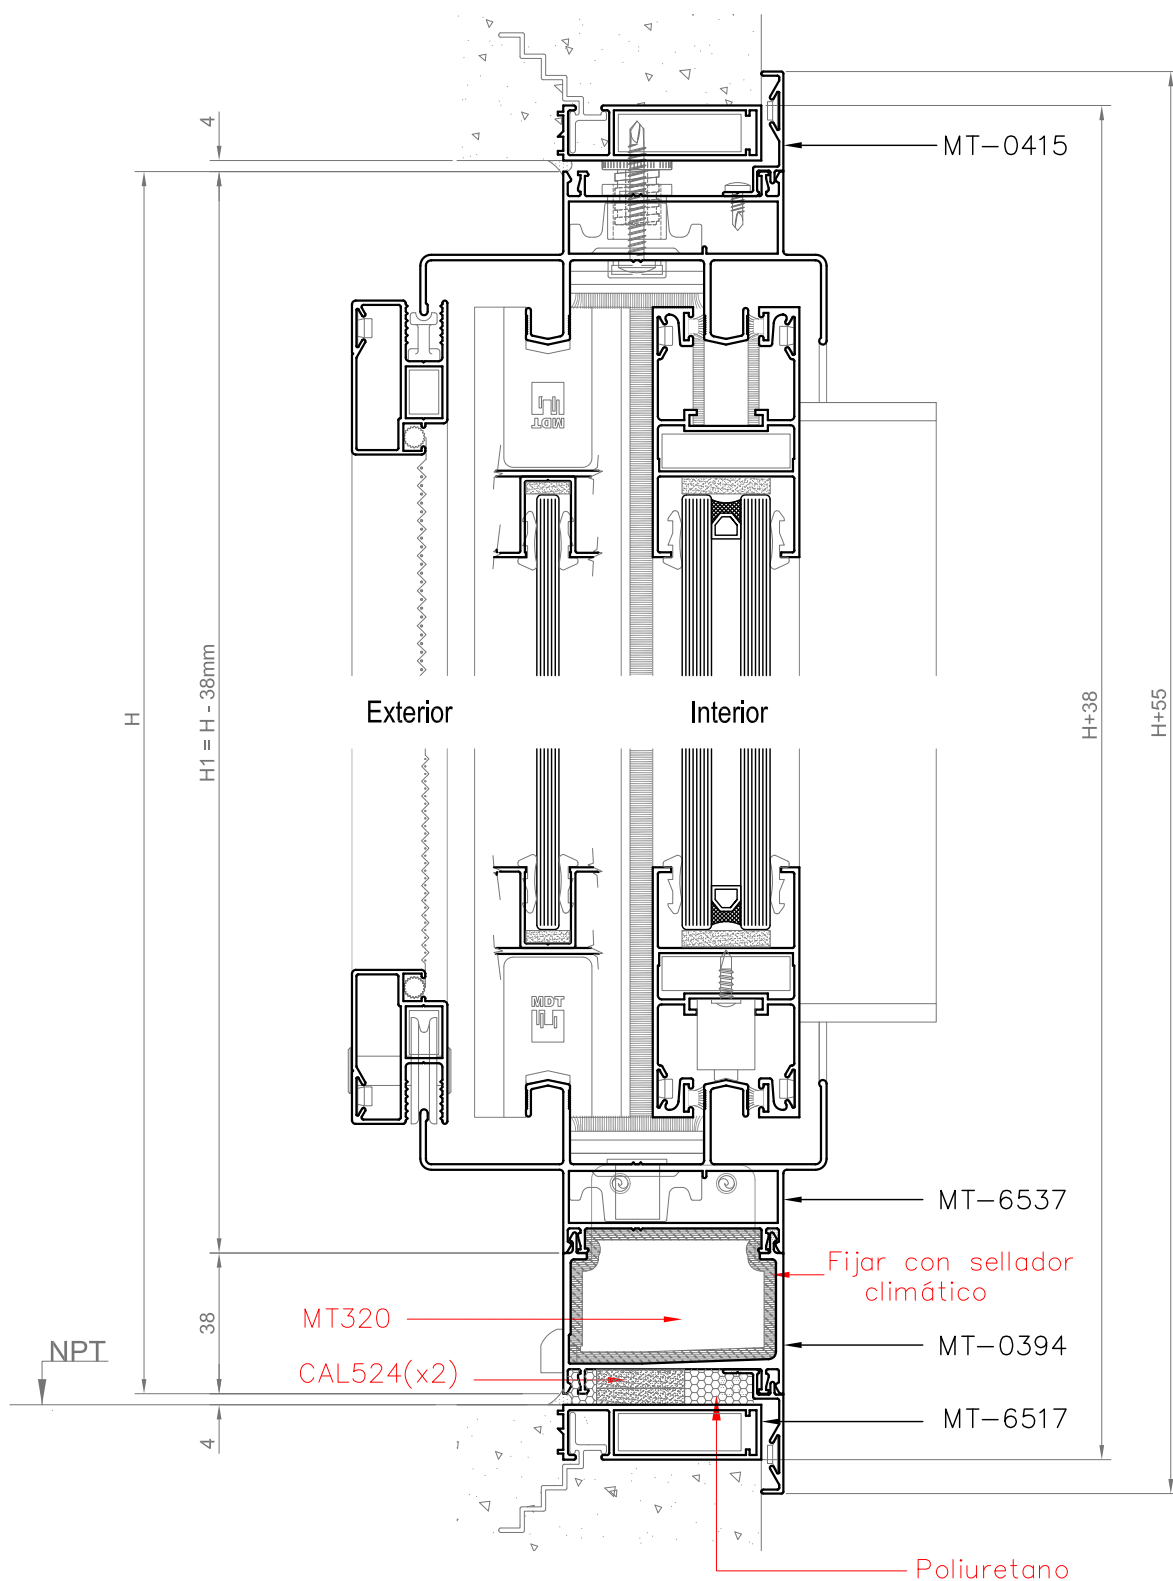 4
MT-0415
MDT
H
H1 = H - 38mm
Exterior
Interior
H+38
H+55
MDT
MT-6537
Fijar con sellador
climático
MT320
38
NPT
MT-0394
CAL524(x2)
MT-6517
4
Poliuretano